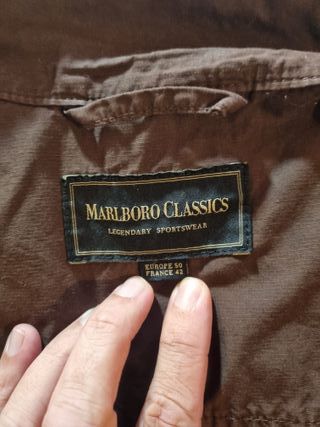 MARLBORO CLASSICS
LEGENDARY SPORTSWEAR
EUROPE 50
FRANCE 42